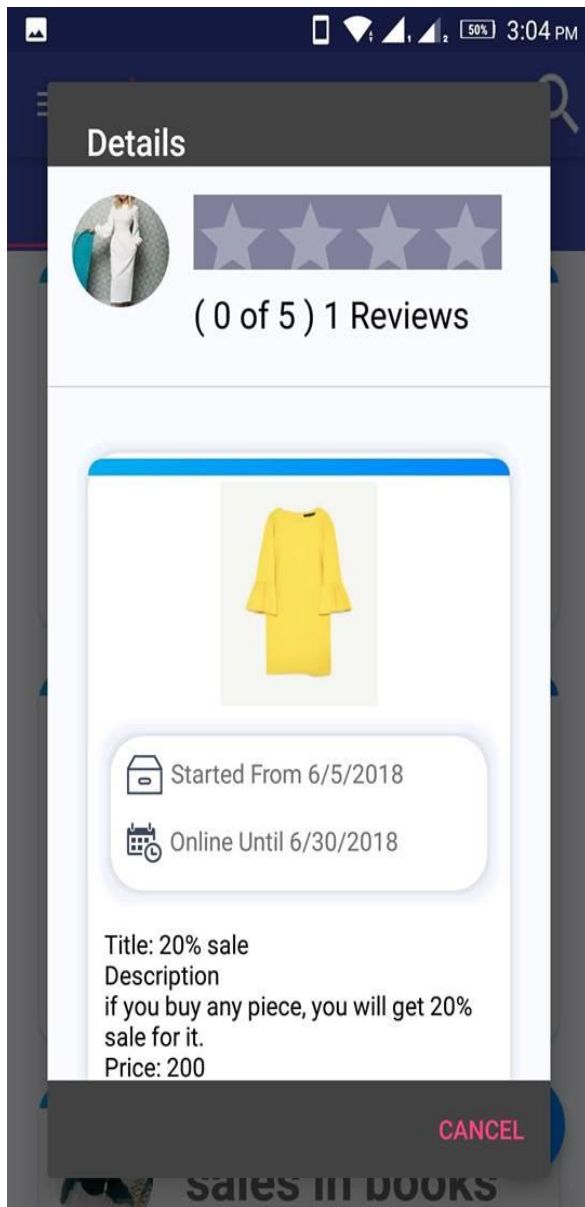 50% 3:04 PM
Details
( 0 of 5 ) 1 Reviews
Started From 6/5/2018
Online Until 6/30/2018
Title: 20% sale
Description
if you buy any piece, you will get 20%
sale for it.
Price: 200
CANCEL
sales in books